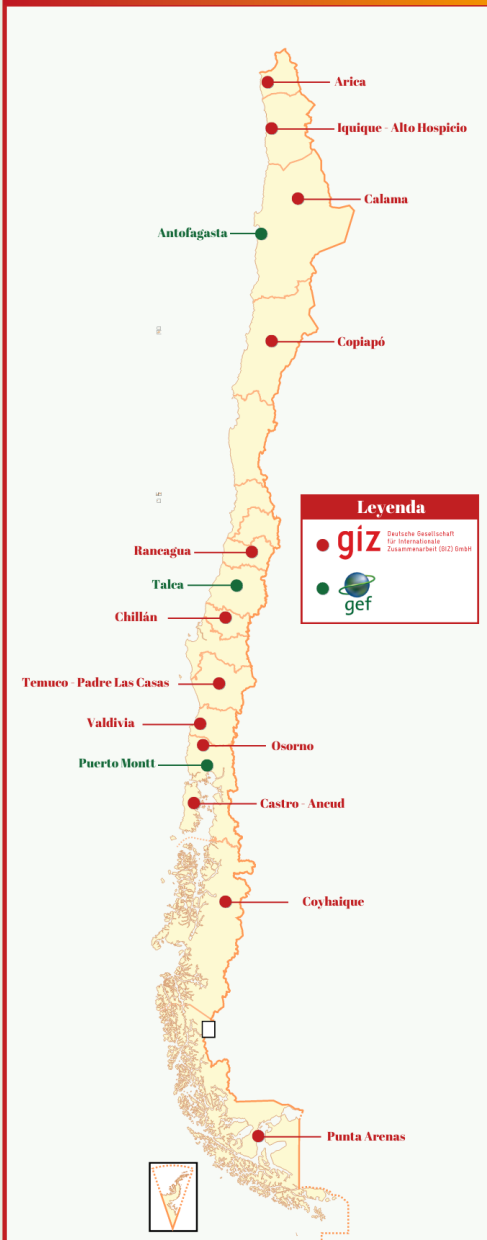 Arica
Iquique - Alto Hospicio
Calama
Antofagasta
Copiapó
Leyenda
giz Deutsche Gesellschaft
für Internationale
Zusammenarbeit (GIZ) GmbH
gef
Rancagua
Talca
Chillán
Temuco - Padre Las Casas
Valdivia
Osorno
Puerto Montt
Castro - Ancud
Coyhaique
Punta Arenas